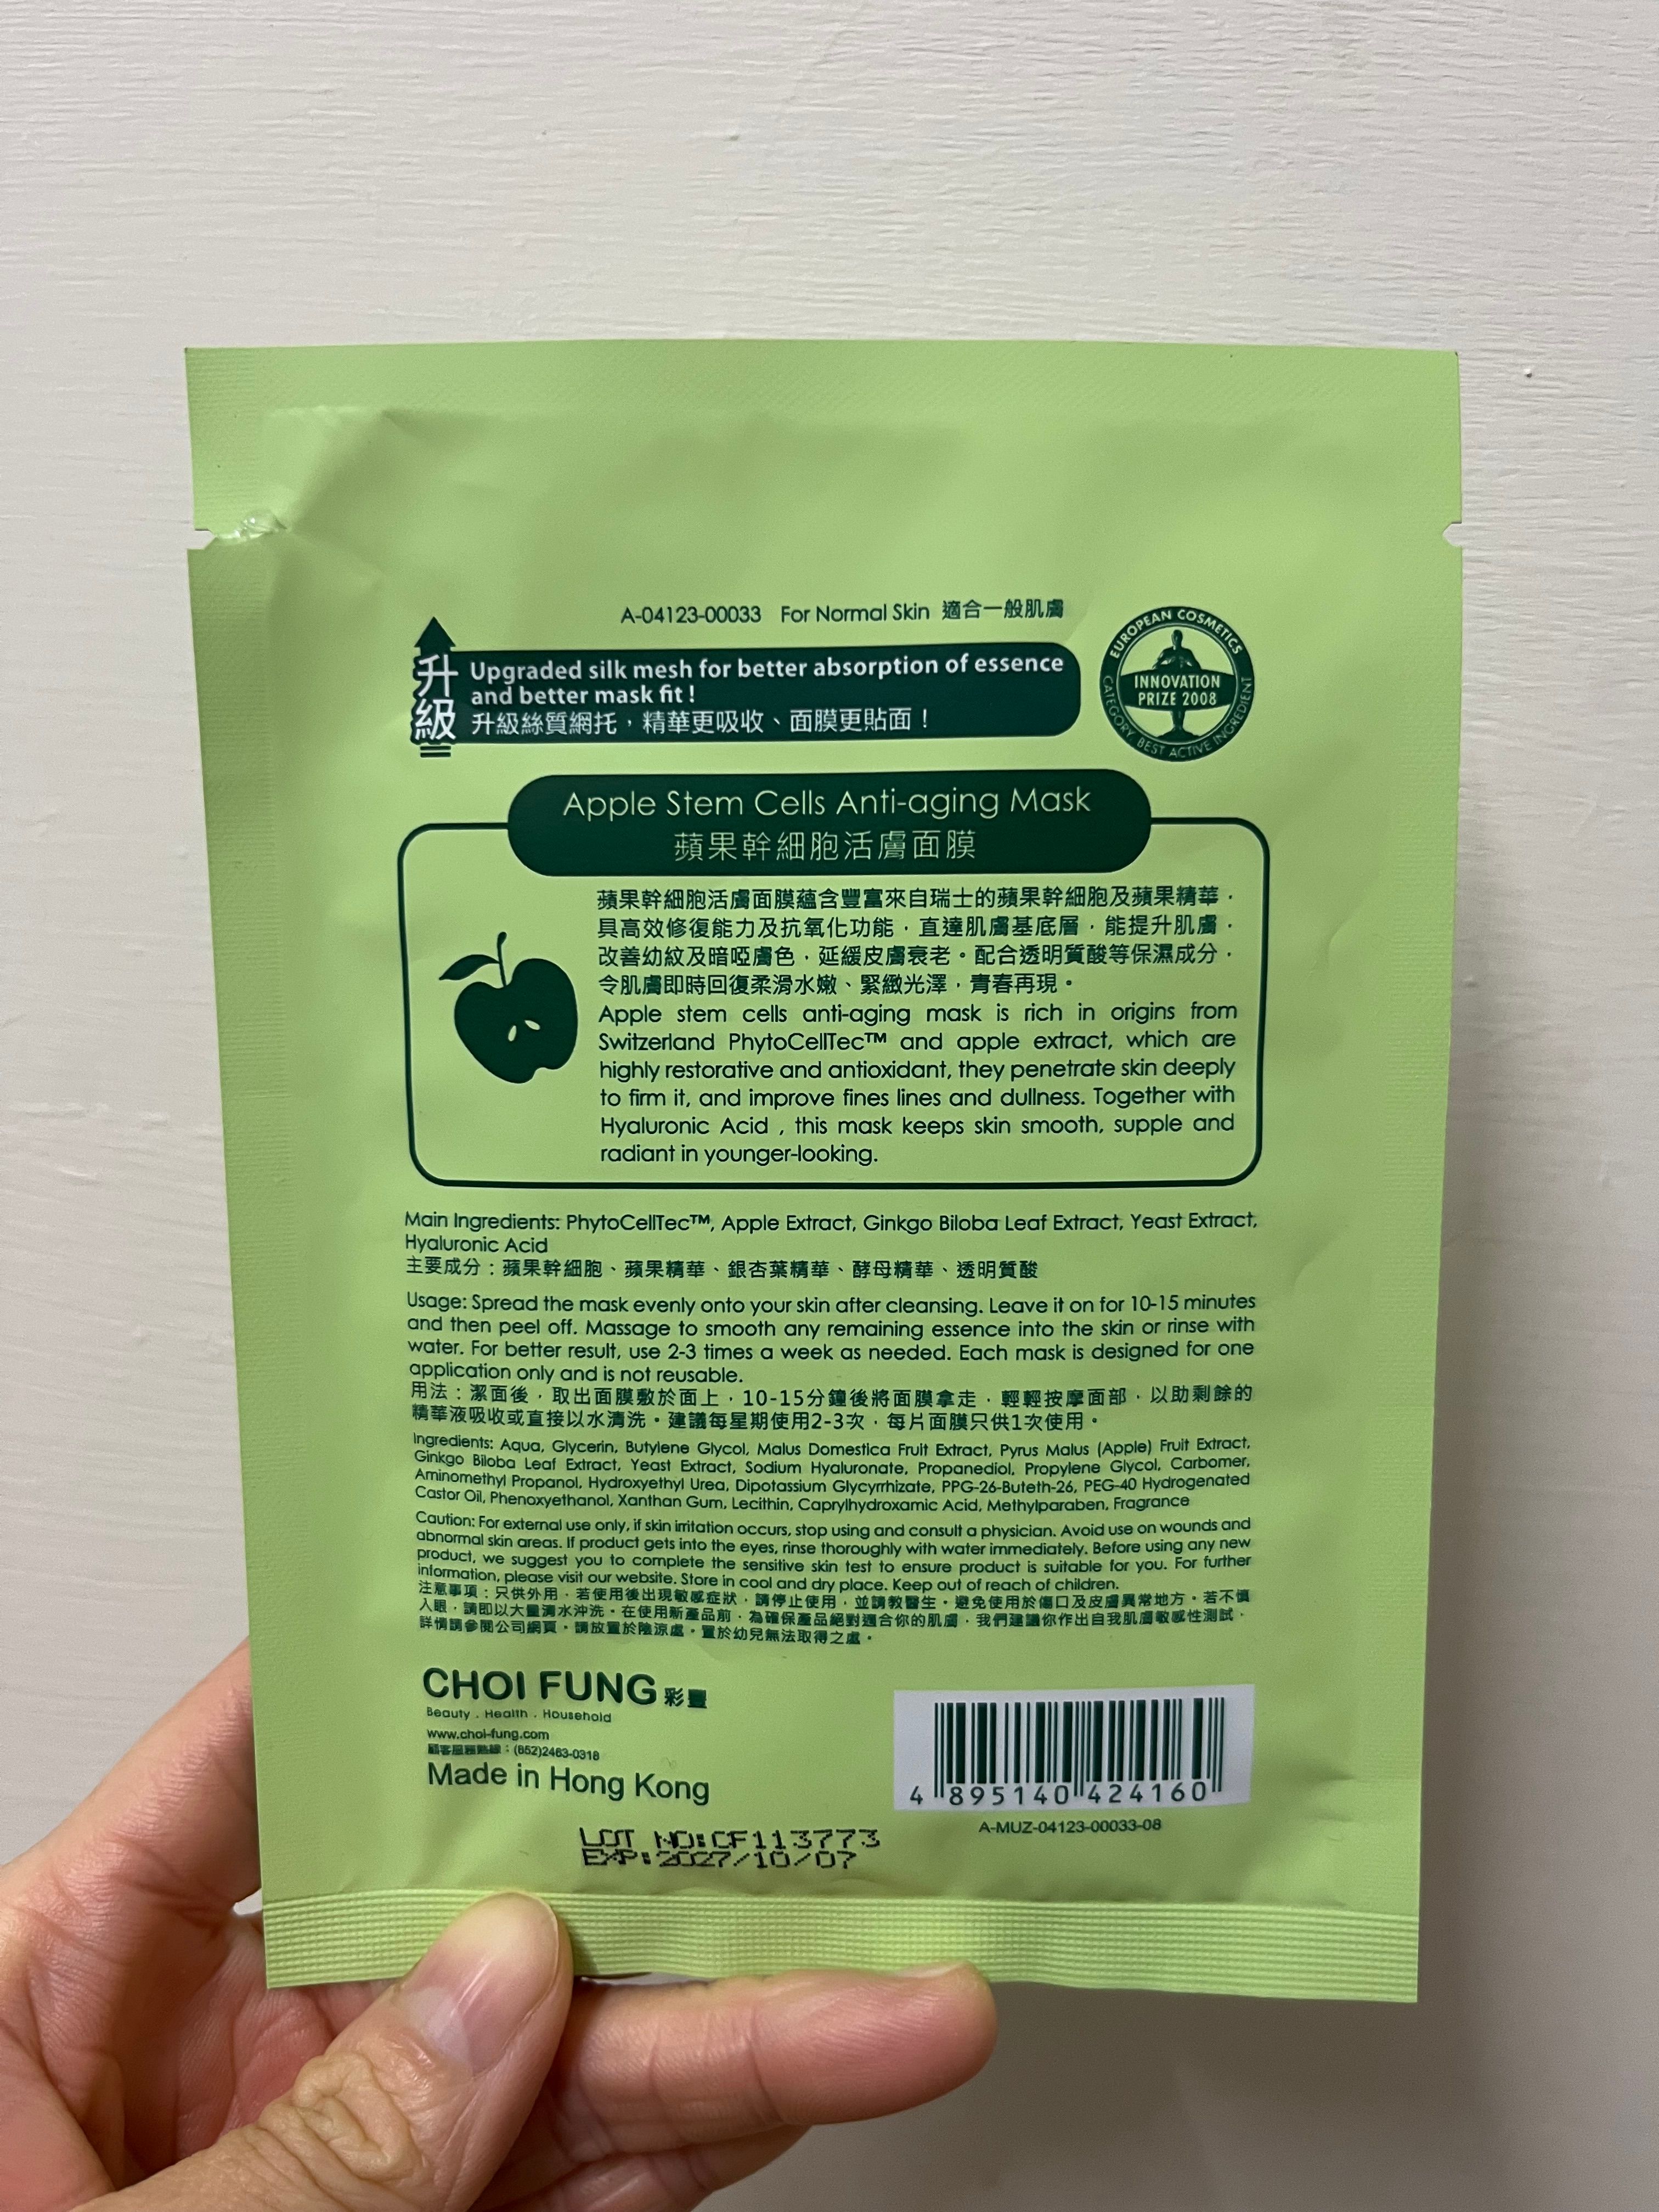 A-04123-00033 For Normal Skin 適合一般肌膚
升級
Upgraded silk mesh for better absorption of essence
and better mask fit !
升級絲質網托，精華更吸收、面膜更貼面！
EUROPEAN COSMETICS
INNOVATION
PRIZE 2008
CATEGORY BEST ACTIVE INGREDIENT
Apple Stem Cells Anti-aging Mask
蘋果幹細胞活膚面膜
蘋果幹細胞活膚面膜蘊含豐富來自瑞士的蘋果幹細胞及蘋果精華，
具高效修復能力及抗氧化功能，直達肌膚基底層，能提升肌膚，
改善幼紋及暗啞膚色，延緩皮膚衰老。配合透明質酸等保濕成分，
令肌膚即時回復柔滑水嫩、緊緻光澤，青春再現。
Apple stem cells anti-aging mask is rich in origins from
Switzerland PhytoCellTec™ and apple extract, which are
highly restorative and antioxidant, they penetrate skin deeply
to firm it, and improve fines lines and dullness. Together with
Hyaluronic Acid , this mask keeps skin smooth, supple and
radiant in younger-looking.
Main Ingredients: PhytoCellTec™, Apple Extract, Ginkgo Biloba Leaf Extract, Yeast Extract,
Hyaluronic Acid
主要成分：蘋果幹細胞、蘋果精華、銀杏葉精華、酵母精華、透明質酸
Usage: Spread the mask evenly onto your skin after cleansing. Leave it on for 10-15 minutes
and then peel off. Massage to smooth any remaining essence into the skin or rinse with
water. For better result, use 2-3 times a week as needed. Each mask is designed for one
application only and is not reusable.
用法：潔面後，取出面膜敷於面上，10-15分鐘後將面膜拿走，輕輕按摩面部，以助剩餘的
精華液吸收或直接以水清洗。建議每星期使用2-3次，每片面膜只供1次使用。
Ingredients: Aqua, Glycerin, Butylene Glycol, Malus Domestica Fruit Extract, Pyrus Malus (Apple) Fruit Extract,
Ginkgo Biloba Leaf Extract, Yeast Extract, Sodium Hyaluronate, Propanediol, Propylene Glycol, Carbomer,
Aminomethyl Propanol, Hydroxyethyl Urea, Dipotassium Glycyrrhizate, PPG-26-Buteth-26, PEG-40 Hydrogenated
Castor Oil, Phenoxyethanol, Xanthan Gum, Lecithin, Caprylhydroxamic Acid, Methylparaben, Fragrance
Caution: For external use only, if skin irritation occurs, stop using and consult a physician. Avoid use on wounds and
abnormal skin areas. If product gets into the eyes, rinse thoroughly with water immediately. Before using any new
product, we suggest you to complete the sensitive skin test to ensure product is suitable for you. For further
information, please visit our website. Store in cool and dry place. Keep out of reach of children.
注意事項：只供外用，若使用後出現敏感症狀，請停止使用，並請教醫生。避免使用於傷口及皮膚異常地方。若不慎
入眼，請即以大量清水沖洗。在使用新產品前，為確保產品絕對適合你的肌膚，我們建議你作出自我肌膚敏感性測試，
詳情請參閱公司網頁。請放置於陰涼處。置於幼兒無法取得之處。
CHOI FUNG 彩豐
Beauty . Health . Household
www.choi-fung.com
顧客服務熱線：(852)2463-0318
Made in Hong Kong
4 895140 424160
A-MUZ-04123-00033-08
LOT NO:CF113773
EXP:2027/10/07